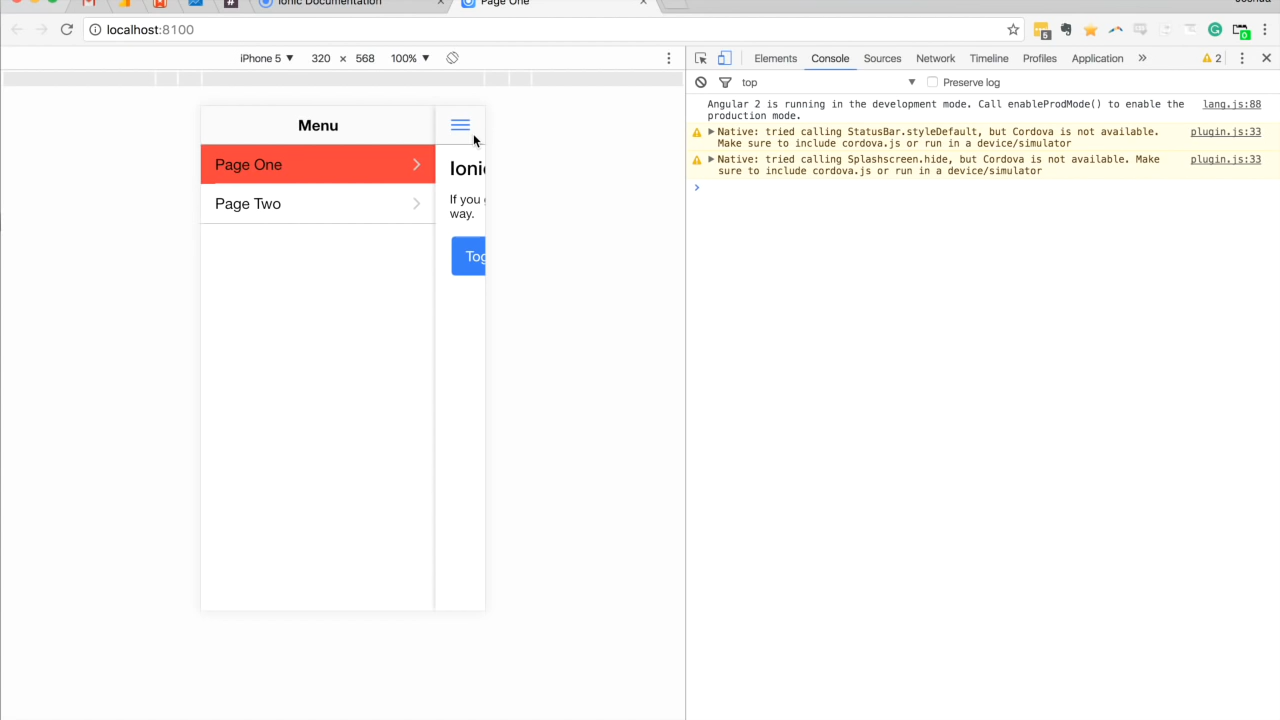 Ionic Documentation
Page One
Joshua
localhost:8100
iPhone 5 ▼ 320 × 568 100% ▼
Elements Console Sources Network Timeline Profiles Application » 2
top ▼ Preserve log
Angular 2 is running in the development mode. Call enableProdMode() to enable the lang.js:88
production mode.
Native: tried calling StatusBar.styleDefault, but Cordova is not available. plugin.js:33
Make sure to include cordova.js or run in a device/simulator
Native: tried calling Splashscreen.hide, but Cordova is not available. Make plugin.js:33
sure to include cordova.js or run in a device/simulator
Menu
Page One
Page Two
Ioni
If you
way.
Tog